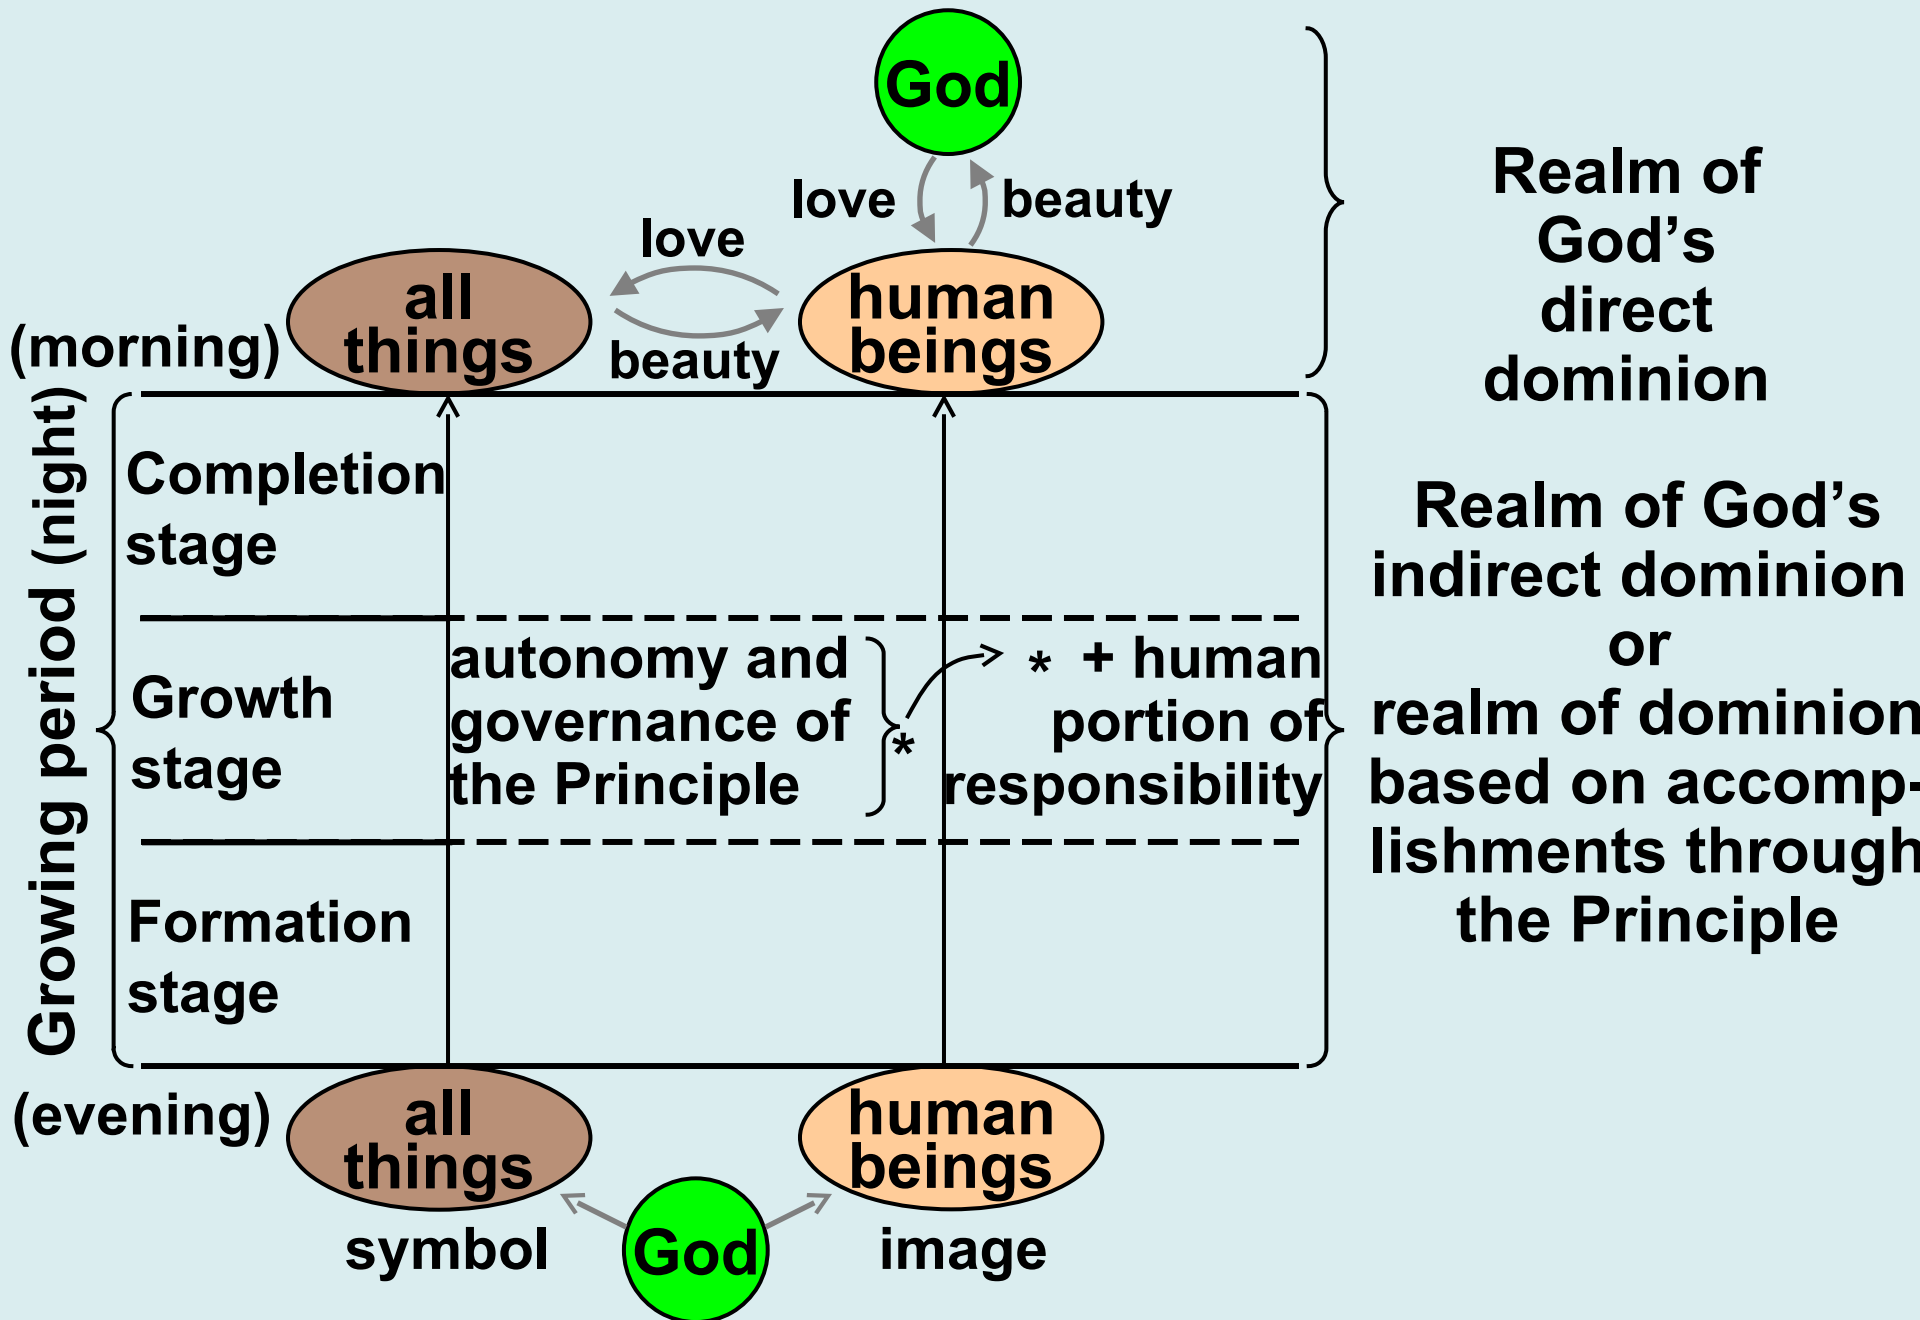 God
love
beauty
love
all
things
human
beings
(morning)
beauty
Realm of
God’s
direct
dominion
Growing period (night)
Completion
stage
Growth
stage
autonomy and
governance of
the Principle
*
* + human
portion of
responsibility
Formation
stage
Realm of God’s
indirect dominion
or
realm of dominion
based on accomp-
lishments through
the Principle
(evening)
all
things
human
beings
symbol
God
image